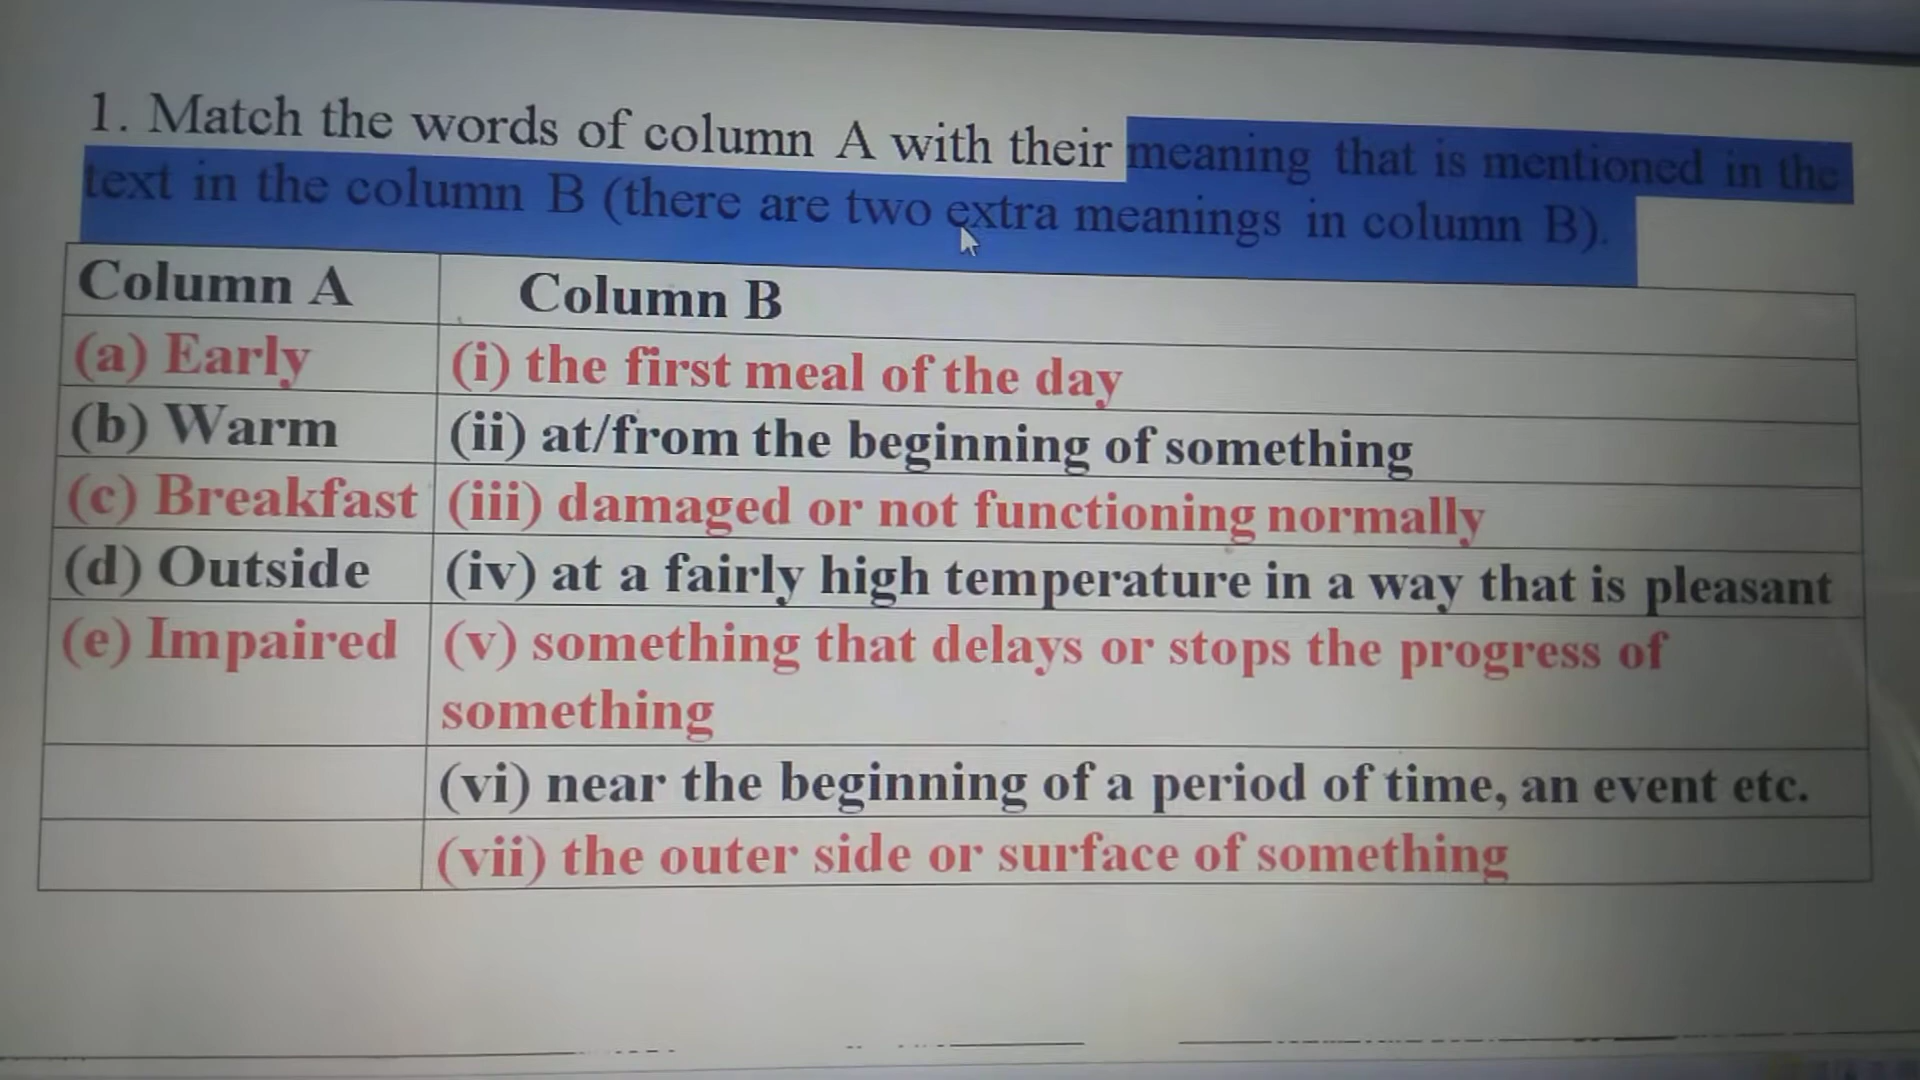 1. Match the words of column A with their meaning that is mentioned in the
text in the column B (there are two extra meanings in column B).
Column A Column B
(a) Early (i) the first meal of the day
(b) Warm (ii) at/from the beginning of something
(c) Breakfast (iii) damaged or not functioning normally
(d) Outside (iv) at a fairly high temperature in a way that is pleasant
(e) Impaired (v) something that delays or stops the progress of
something
(vi) near the beginning of a period of time, an event etc.
(vii) the outer side or surface of something